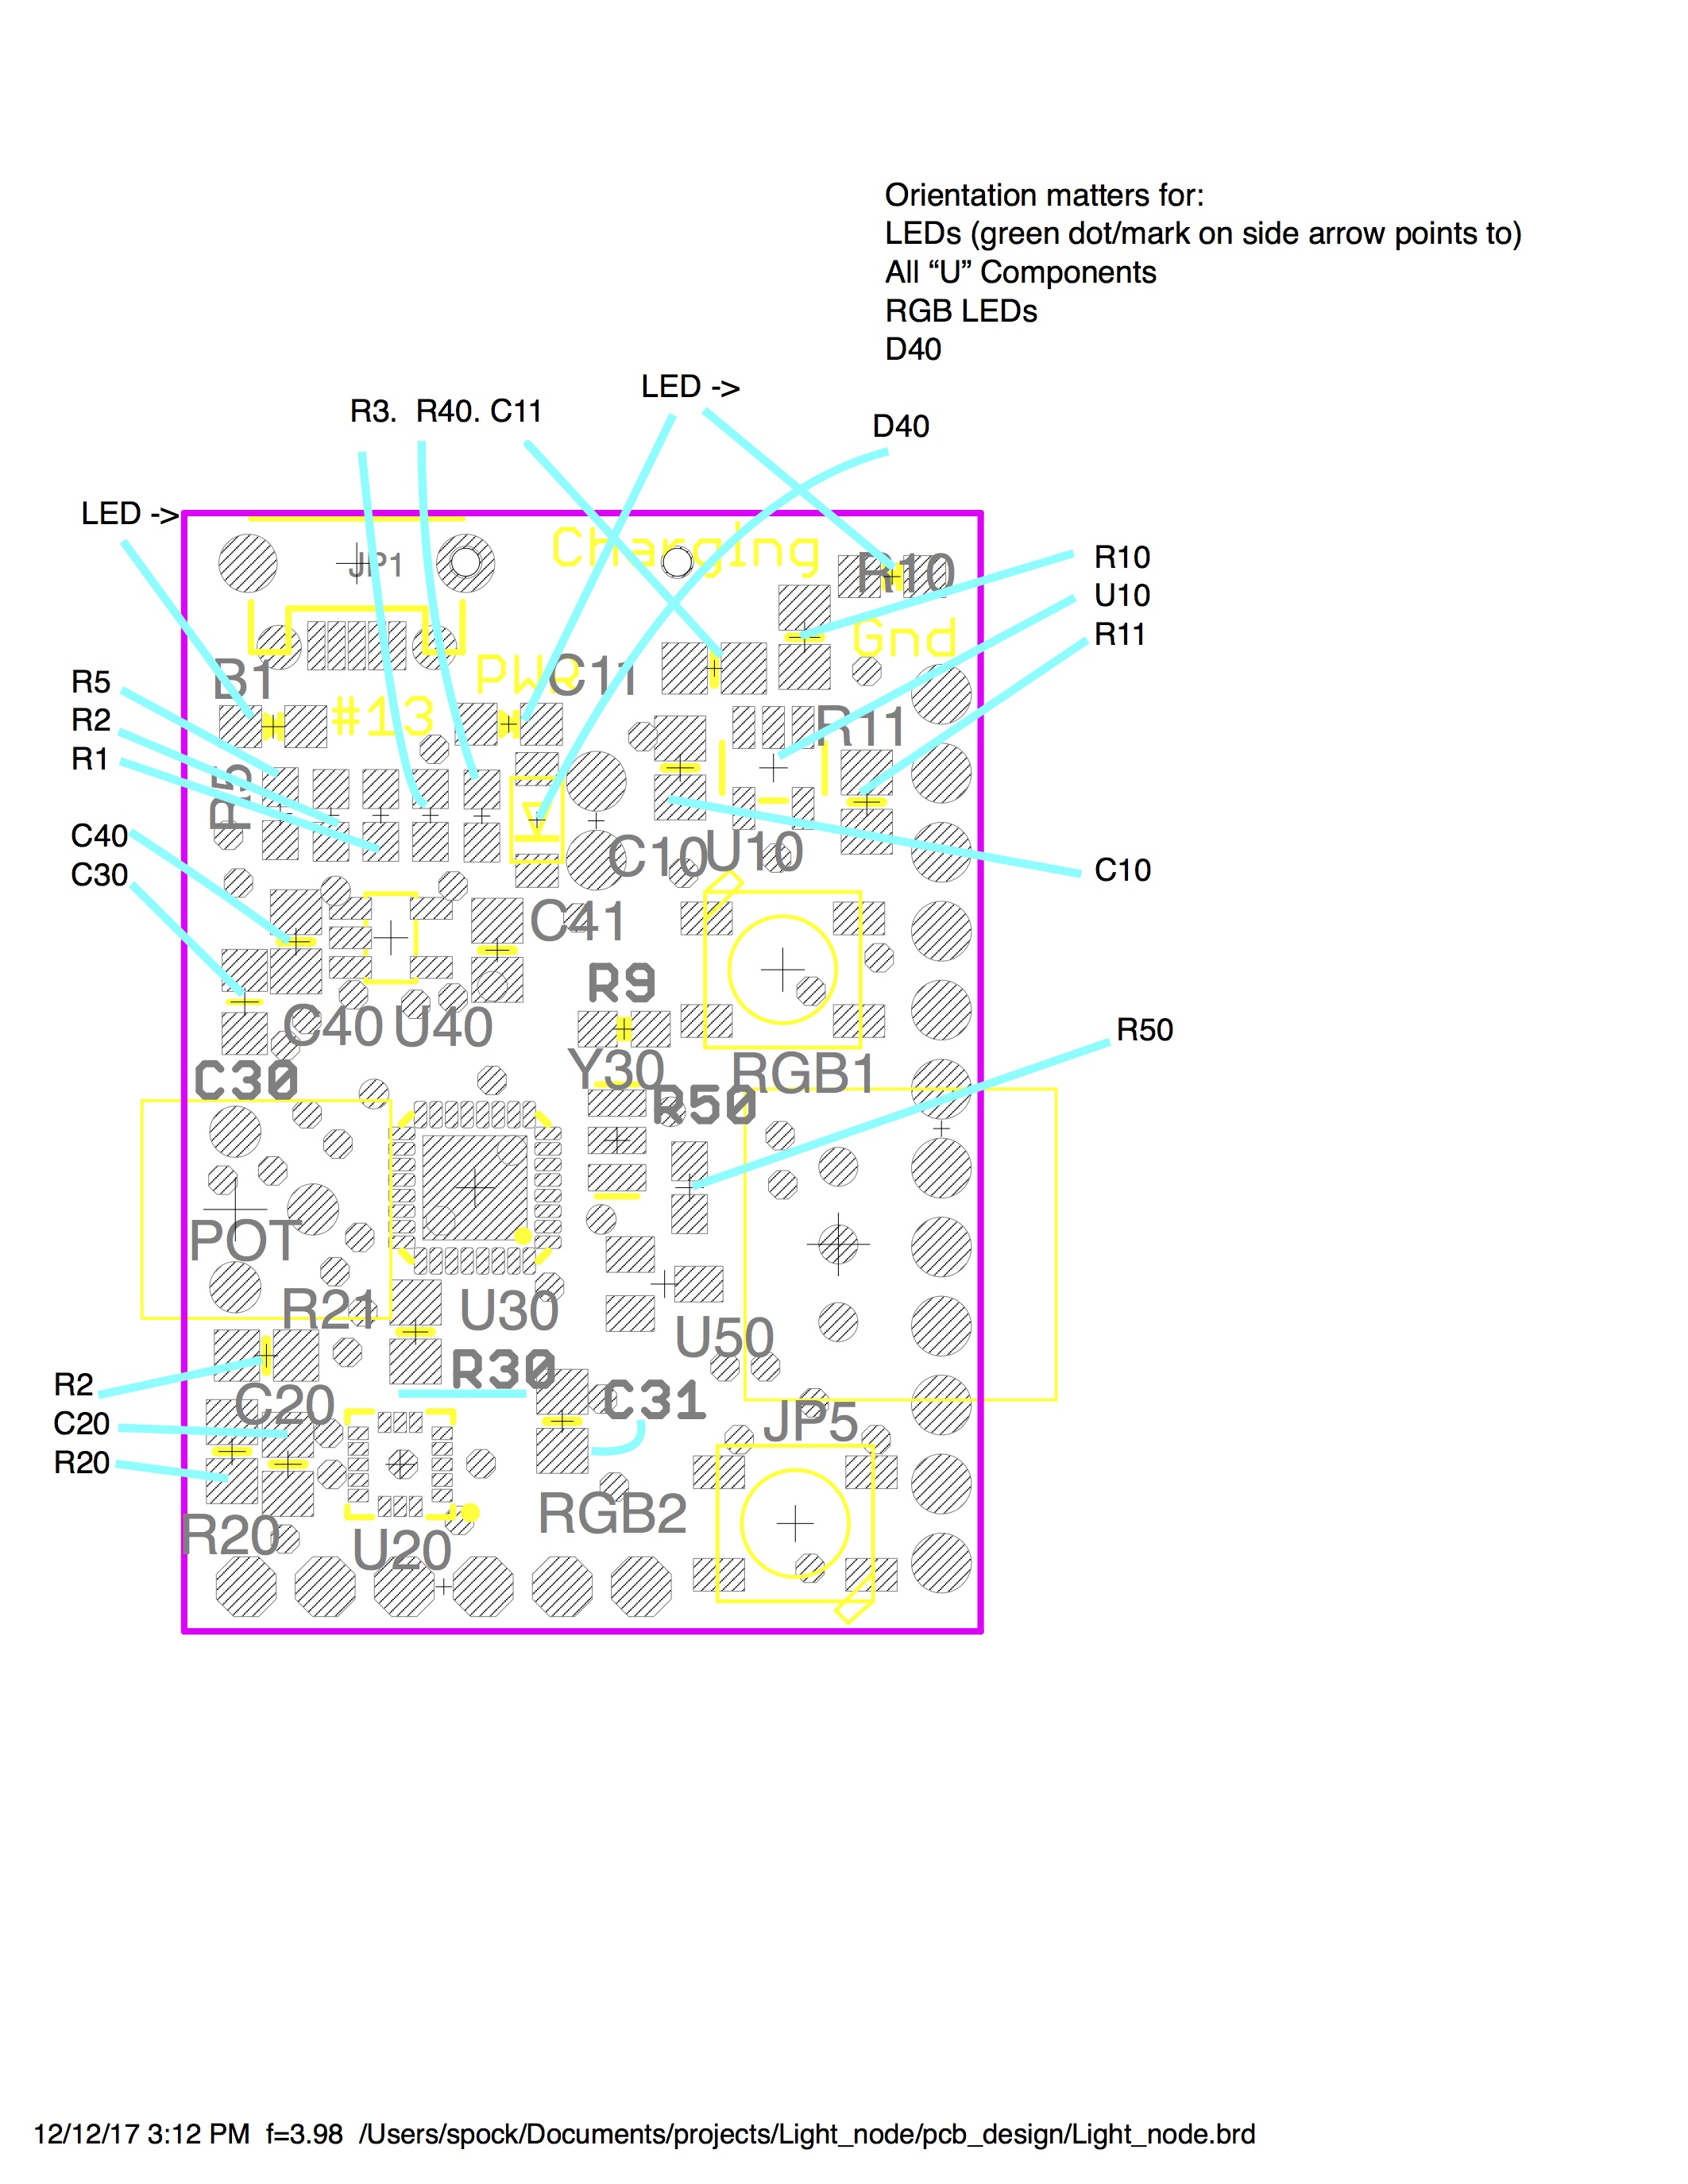 Orientation matters for:
LEDs (green dot/mark on side arrow points to)
All “U” Components
RGB LEDs
D40
LED ->
R3. R40. C11
D40
LED ->
Charging
JP1
R10
R10
U10
Gnd
R11
B1
PWR
C11
R5
#13
R11
R2
R1
R5
C40
C10
U10
C30
C10
C41
R9
C40
U40
R50
Y30
RGB1
C30
R50
POT
R21
U30
U50
R30
R2
C20
C31
C20
JP5
R20
RGB2
R20
U20
12/12/17 3:12 PM f=3.98 /Users/spock/Documents/projects/Light_node/pcb_design/Light_node.brd